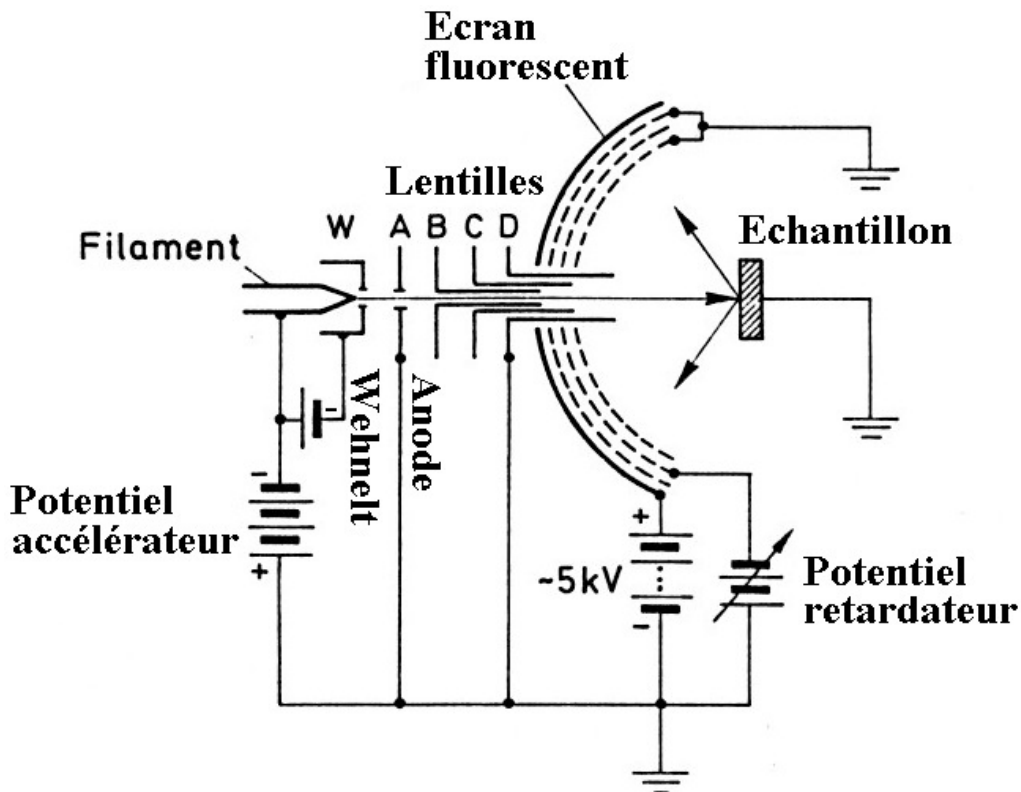 Ecran
fluorescent
Lentilles
W A B C D
Filament
Echantillon
Wehnelt
Anode
-
-
Potentiel
accélérateur
+
+
~5kV
-
Potentiel
retardateur